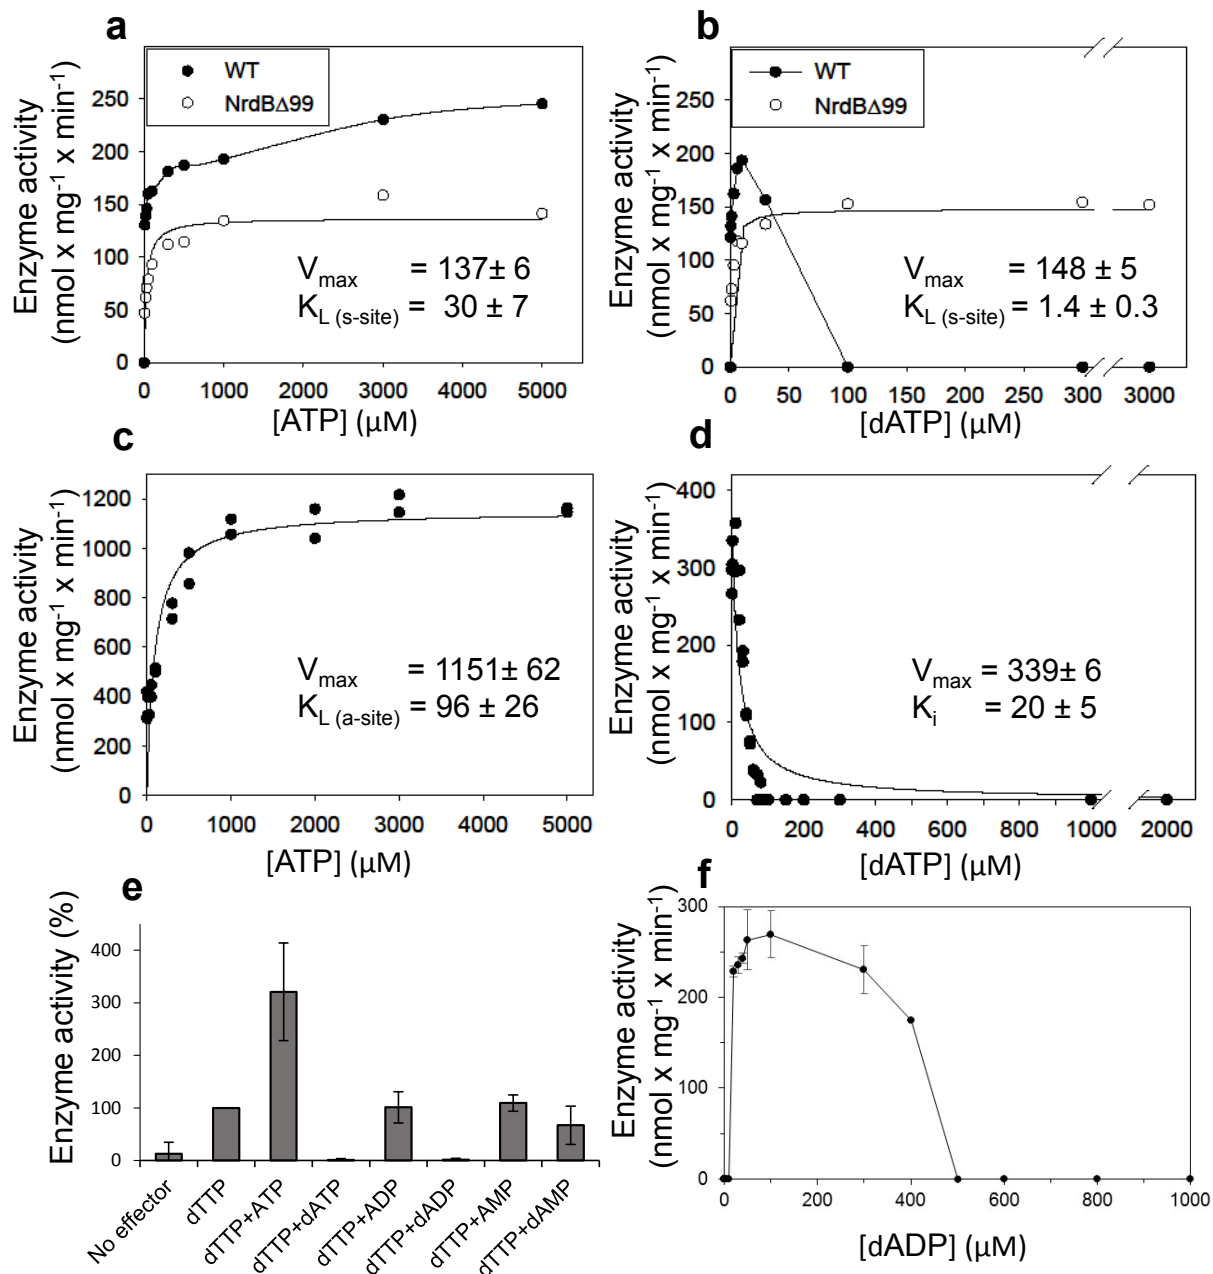 a
Enzyme activity
(nmol x mg⁻¹ x min⁻¹)
WT
NrdBΔ99
250
200
150
100
50
0
V_max = 137± 6
K_L (s-site) = 30 ± 7
0 1000 2000 3000 4000 5000
[ATP] (µM)
b
Enzyme activity
(nmol x mg⁻¹ x min⁻¹)
WT
NrdBΔ99
250
200
150
100
50
0
V_max = 148 ± 5
K_L (s-site) = 1.4 ± 0.3
0 50 100 150 200 250 300 3000
[dATP] (µM)
c
Enzyme activity
(nmol x mg⁻¹ x min⁻¹)
1200
1000
800
600
400
200
0
V_max = 1151± 62
K_L (a-site) = 96 ± 26
0 1000 2000 3000 4000 5000
[ATP] (µM)
d
Enzyme activity
(nmol x mg⁻¹ x min⁻¹)
400
300
200
100
0
V_max = 339± 6
K_i = 20 ± 5
0 200 400 600 800 1000 2000
[dATP] (µM)
e
Enzyme activity (%)
400
300
200
100
0
No effector
dTTP
dTTP+ATP
dTTP+dATP
dTTP+ADP
dTTP+dADP
dTTP+AMP
dTTP+dAMP
f
Enzyme activity
(nmol x mg⁻¹ x min⁻¹)
300
200
100
0
0 200 400 600 800 1000
[dADP] (µM)